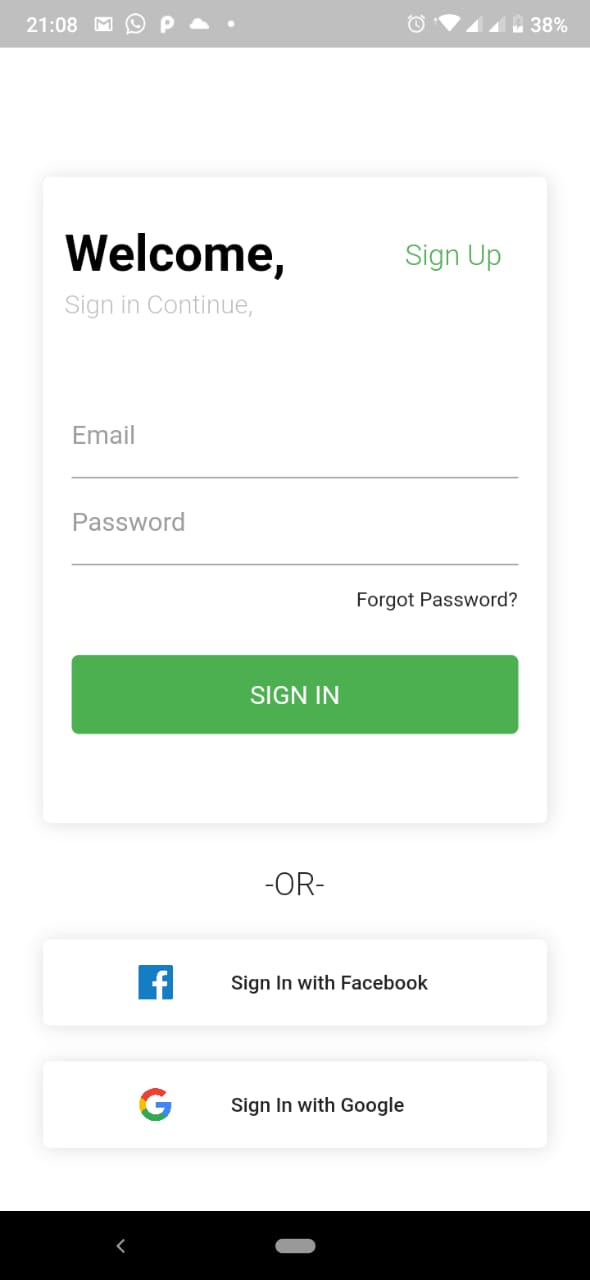 21:08 38%
Welcome,
Sign Up
Sign in Continue,
Email
Password
Forgot Password?
SIGN IN
-OR-
Sign In with Facebook
Sign In with Google